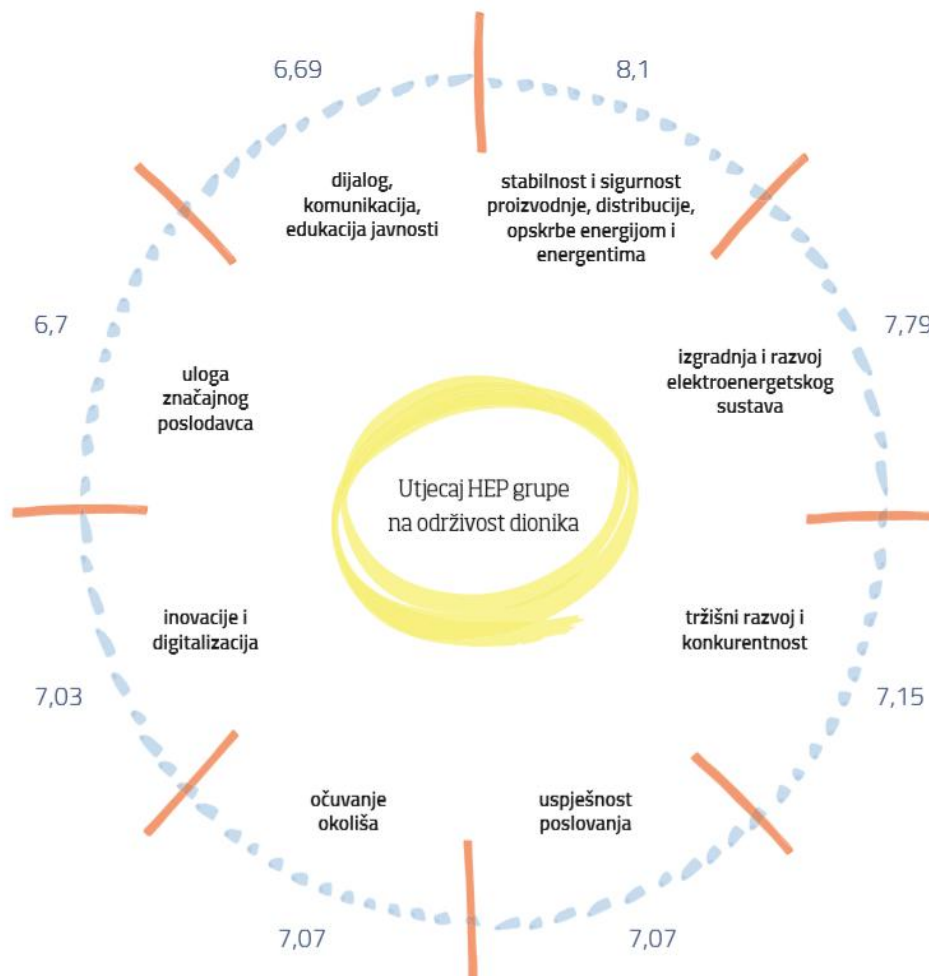 6,69
8,1
dijalog,
komunikacija,
edukacija javnosti
stabilnost i sigurnost
proizvodnje, distribucije,
opskrbe energijom i
energentima
6,7
7,79
uloga
značajnog
poslodavca
izgradnja i razvoj
elektroenergetskog
sustava
Utjecaj HEP grupe
na održivost dionika
inovacije i
digitalizacija
tržišni razvoj i
konkurentnost
7,03
7,15
očuvanje
okoliša
uspješnost
poslovanja
7,07
7,07